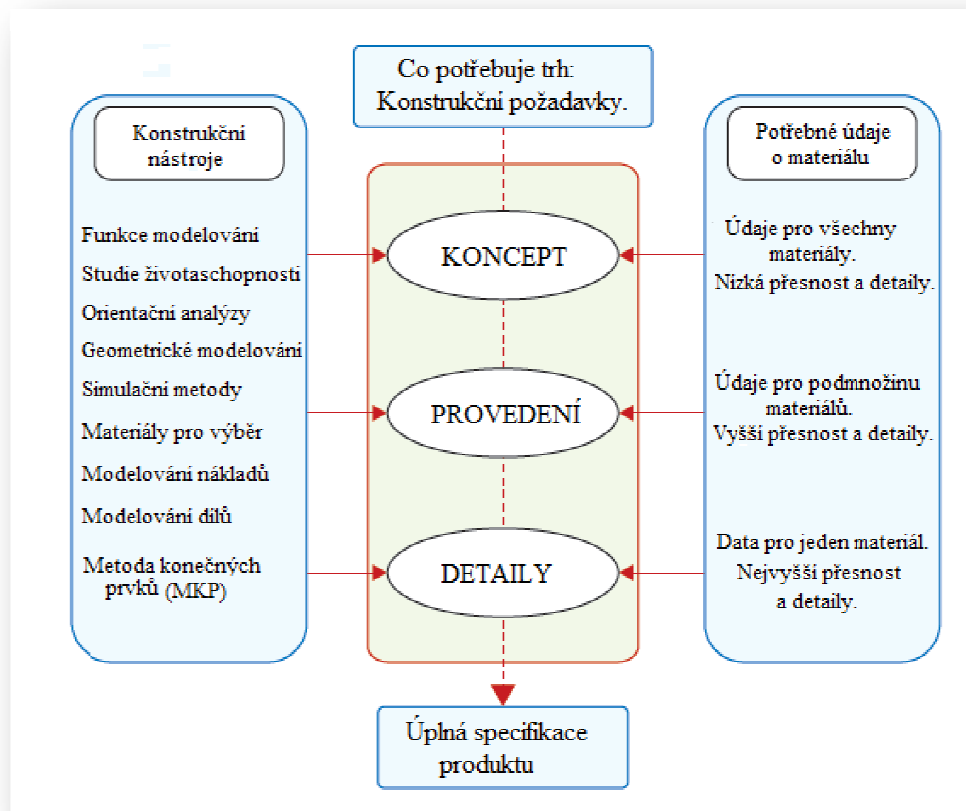 Co potřebuje trh:
Konstrukční požadavky.
Konstrukční
nástroje
Funkce modelování
Studie životaschopnosti
Orientační analýzy
Geometrické modelování
Simulační metody
Materiály pro výběr
Modelování nákladů
Modelování dílů
Metoda konečných
prvků (MKP)
KONCEPT
PROVEDENÍ
DETAILY
Potřebné údaje
o materiálu
Údaje pro všechny
materiály.
Nízká přesnost a detaily.
Údaje pro podmnožinu
materiálů.
Vyšší přesnost a detaily.
Data pro jeden materiál.
Nejvyšší přesnost
a detaily.
Úplná specifikace
produktu